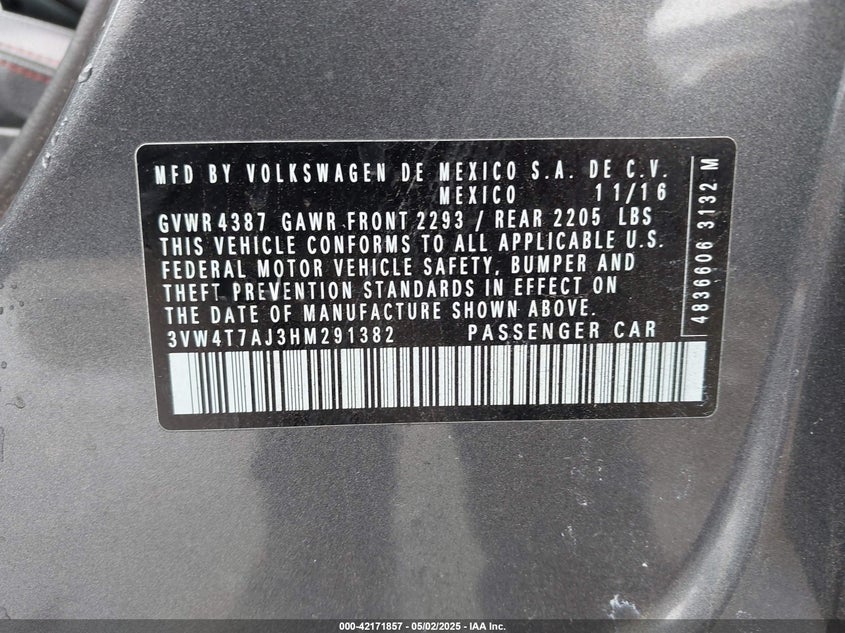 MFD BY VOLKSWAGEN DE MEXICO S.A. DE C.V.
MEXICO 11/16
GVWR 4387 GAWR FRONT 2293 / REAR 2205 LBS
THIS VEHICLE CONFORMS TO ALL APPLICABLE U.S.
FEDERAL MOTOR VEHICLE SAFETY, BUMPER AND
THEFT PREVENTION STANDARDS IN EFFECT ON
THE DATE OF MANUFACTURE SHOWN ABOVE.
3VW4T7AJ3HM291382 PASSENGER CAR
4836606 3132 M
000-42171857 - 05/02/2025 - IAA Inc.